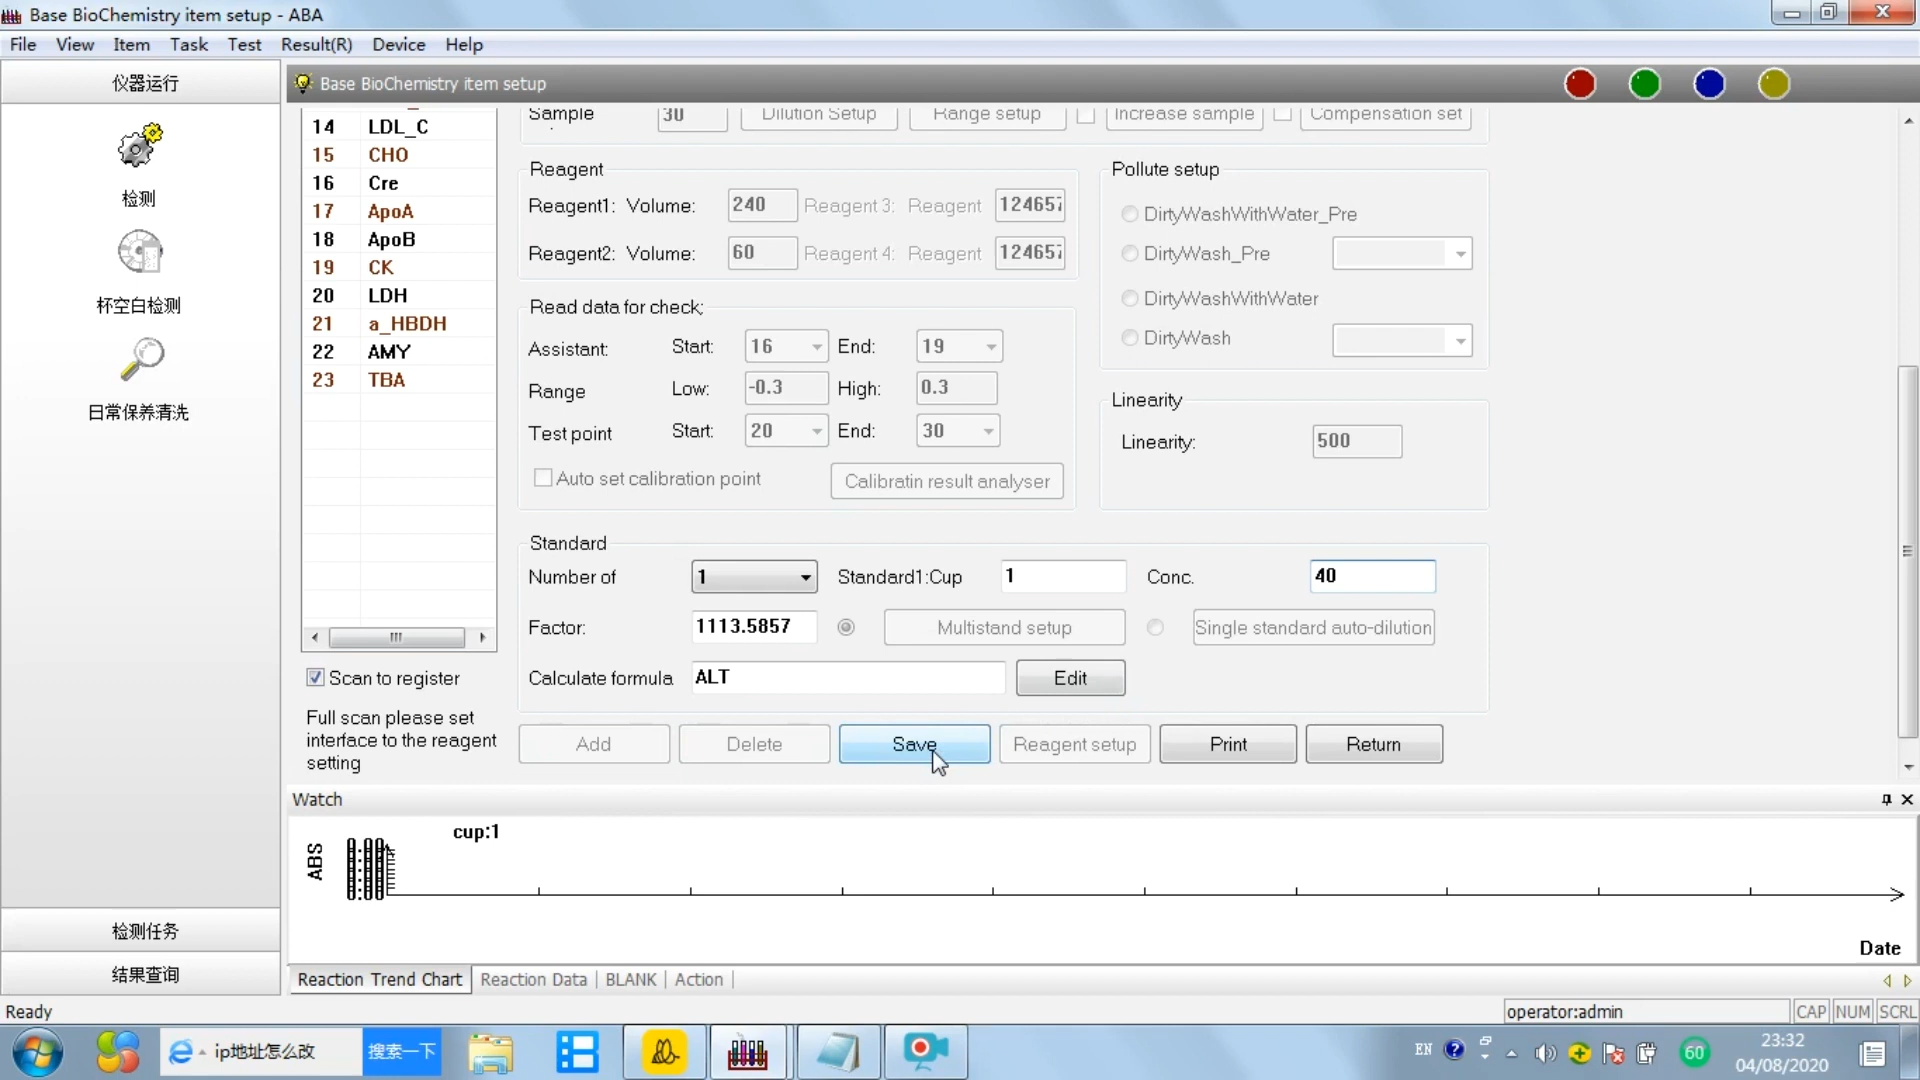 Base BioChemistry item setup - ABA
File View Item Task Test Result(R) Device Help
仪器运行
Base BioChemistry item setup
检测
杯空白检测
日常保养清洗
检测任务
结果查询
14 LDL_C
15 CHO
16 Cre
17 ApoA
18 ApoB
19 CK
20 LDH
21 a_HBDH
22 AMY
23 TBA
Scan to register
Full scan please set
interface to the reagent
setting
Sample 30 Dilution Setup Range setup Increase sample Compensation set
Reagent
Reagent1: Volume: 240 Reagent 3: Reagent 124657
Reagent2: Volume: 60 Reagent 4: Reagent 124657
Pollute setup
DirtyWashWithWater_Pre
DirtyWash_Pre
DirtyWashWithWater
DirtyWash
Read data for check;
Assistant: Start: 16 End: 19
Range Low: -0.3 High: 0.3
Test point Start: 20 End: 30
Auto set calibration point Calibratin result analyser
Linearity
Linearity: 500
Standard
Number of 1 Standard1:Cup 1 Conc. 40
Factor: 1113.5857 Multistand setup Single standard auto-dilution
Calculate formula ALT Edit
Add Delete Save Reagent setup Print Return
Watch
cup:1
ABS
Date
Reaction Trend Chart Reaction Data BLANK Action
Ready operator:admin CAP NUM SCRL
ip地址怎么改 搜索一下
EN 60 23:32
04/08/2020